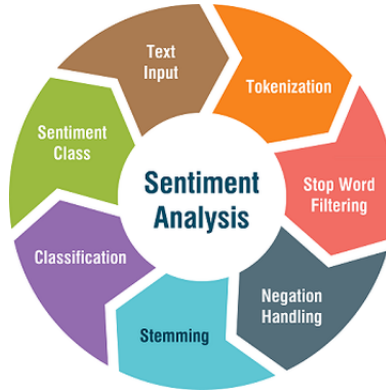 Text
Input
Tokenization
Stop Word
Filtering
Negation
Handling
Stemming
Classification
Sentiment
Class
Sentiment
Analysis